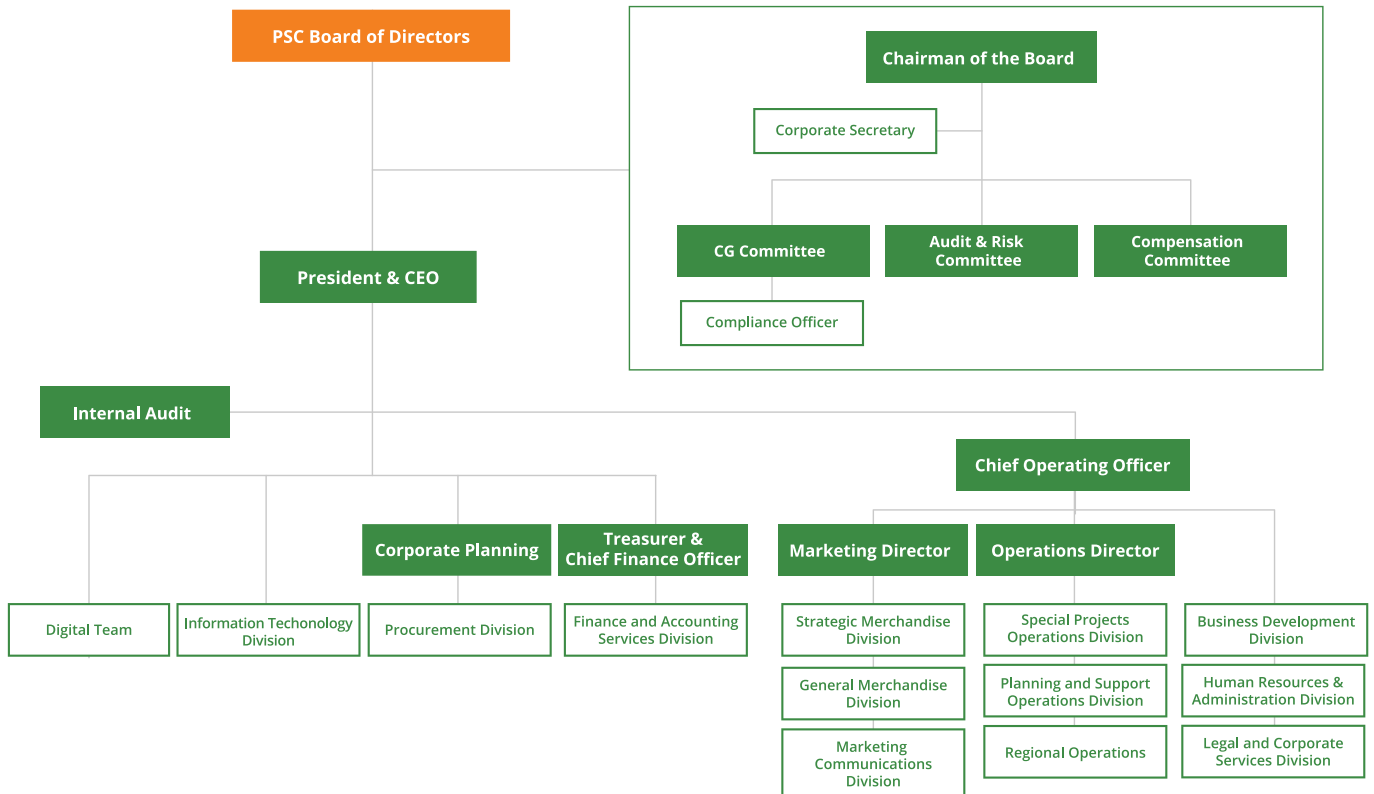 PSC Board of Directors
Chairman of the Board
Corporate Secretary
CG Committee
Audit & Risk
Committee
Compensation
Committee
Compliance Officer
President & CEO
Internal Audit
Chief Operating Officer
Corporate Planning
Treasurer &
Chief Finance Officer
Marketing Director
Operations Director
Digital Team
Information Techonology
Division
Procurement Division
Finance and Accounting
Services Division
Strategic Merchandise
Division
Special Projects
Operations Division
Business Development
Division
General Merchandise
Division
Planning and Support
Operations Division
Human Resources &
Administration Division
Marketing
Communications
Division
Regional Operations
Legal and Corporate
Services Division